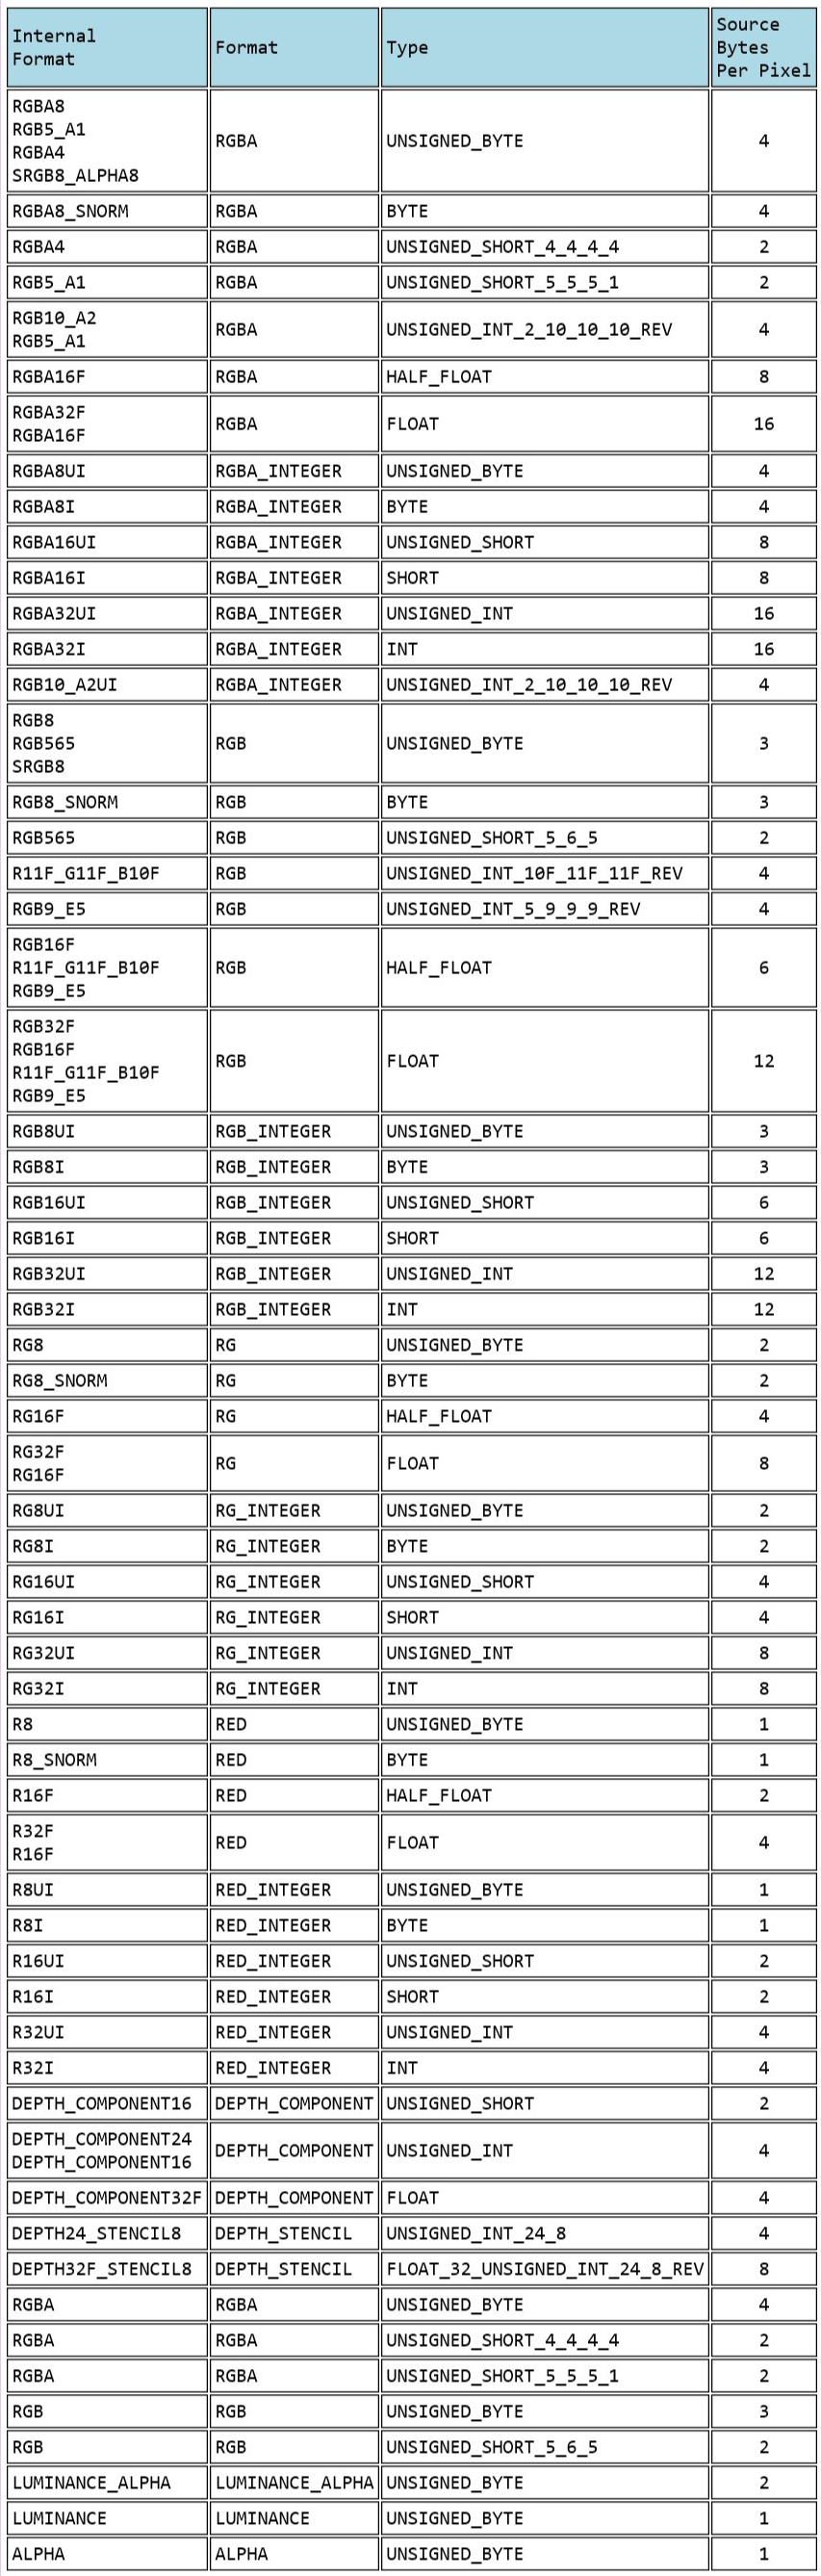 Internal
Format
Format
Type
Source
Bytes
Per Pixel
RGBA8
RGB5_A1
RGBA4
SRGB8_ALPHA8
RGBA
UNSIGNED_BYTE
4
RGBA8_SNORM RGBA BYTE 4
RGBA4 RGBA UNSIGNED_SHORT_4_4_4_4 2
RGB5_A1 RGBA UNSIGNED_SHORT_5_5_5_1 2
RGB10_A2
RGB5_A1
RGBA
UNSIGNED_INT_2_10_10_10_REV
4
RGBA16F RGBA HALF_FLOAT 8
RGBA32F
RGBA16F
RGBA
FLOAT
16
RGBA8UI RGBA_INTEGER UNSIGNED_BYTE 4
RGBA8I RGBA_INTEGER BYTE 4
RGBA16UI RGBA_INTEGER UNSIGNED_SHORT 8
RGBA16I RGBA_INTEGER SHORT 8
RGBA32UI RGBA_INTEGER UNSIGNED_INT 16
RGBA32I RGBA_INTEGER INT 16
RGB10_A2UI RGBA_INTEGER UNSIGNED_INT_2_10_10_10_REV 4
RGB8
RGB565
SRGB8
RGB
UNSIGNED_BYTE
3
RGB8_SNORM RGB BYTE 3
RGB565 RGB UNSIGNED_SHORT_5_6_5 2
R11F_G11F_B10F RGB UNSIGNED_INT_10F_11F_11F_REV 4
RGB9_E5 RGB UNSIGNED_INT_5_9_9_9_REV 4
RGB16F
R11F_G11F_B10F
RGB9_E5
RGB
HALF_FLOAT
6
RGB32F
RGB16F
R11F_G11F_B10F
RGB9_E5
RGB
FLOAT
12
RGB8UI RGB_INTEGER UNSIGNED_BYTE 3
RGB8I RGB_INTEGER BYTE 3
RGB16UI RGB_INTEGER UNSIGNED_SHORT 6
RGB16I RGB_INTEGER SHORT 6
RGB32UI RGB_INTEGER UNSIGNED_INT 12
RGB32I RGB_INTEGER INT 12
RG8 RG UNSIGNED_BYTE 2
RG8_SNORM RG BYTE 2
RG16F RG HALF_FLOAT 4
RG32F
RG16F
RG
FLOAT
8
RG8UI RG_INTEGER UNSIGNED_BYTE 2
RG8I RG_INTEGER BYTE 2
RG16UI RG_INTEGER UNSIGNED_SHORT 4
RG16I RG_INTEGER SHORT 4
RG32UI RG_INTEGER UNSIGNED_INT 8
RG32I RG_INTEGER INT 8
R8 RED UNSIGNED_BYTE 1
R8_SNORM RED BYTE 1
R16F RED HALF_FLOAT 2
R32F
R16F
RED
FLOAT
4
R8UI RED_INTEGER UNSIGNED_BYTE 1
R8I RED_INTEGER BYTE 1
R16UI RED_INTEGER UNSIGNED_SHORT 2
R16I RED_INTEGER SHORT 2
R32UI RED_INTEGER UNSIGNED_INT 4
R32I RED_INTEGER INT 4
DEPTH_COMPONENT16 DEPTH_COMPONENT UNSIGNED_SHORT 2
DEPTH_COMPONENT24
DEPTH_COMPONENT16
DEPTH_COMPONENT
UNSIGNED_INT
4
DEPTH_COMPONENT32F DEPTH_COMPONENT FLOAT 4
DEPTH24_STENCIL8 DEPTH_STENCIL UNSIGNED_INT_24_8 4
DEPTH32F_STENCIL8 DEPTH_STENCIL FLOAT_32_UNSIGNED_INT_24_8_REV 8
RGBA RGBA UNSIGNED_BYTE 4
RGBA RGBA UNSIGNED_SHORT_4_4_4_4 2
RGBA RGBA UNSIGNED_SHORT_5_5_5_1 2
RGB RGB UNSIGNED_BYTE 3
RGB RGB UNSIGNED_SHORT_5_6_5 2
LUMINANCE_ALPHA LUMINANCE_ALPHA UNSIGNED_BYTE 2
LUMINANCE LUMINANCE UNSIGNED_BYTE 1
ALPHA ALPHA UNSIGNED_BYTE 1